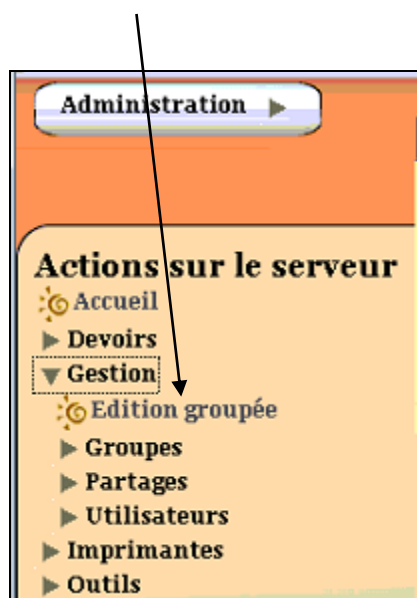 Administration
Actions sur le serveur
Accueil
Devoirs
Gestion
Edition groupée
Groupes
Partages
Utilisateurs
Imprimantes
Outils